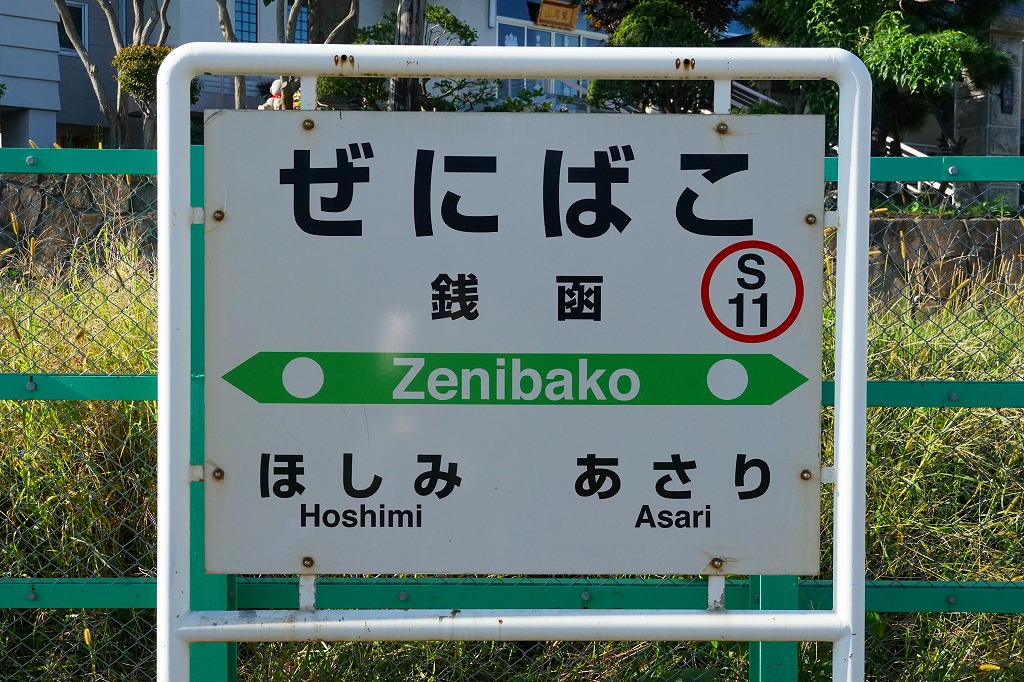 ぜにばこ
銭函
S
11
Zenibako
ほしみ あさり
Hoshimi Asari